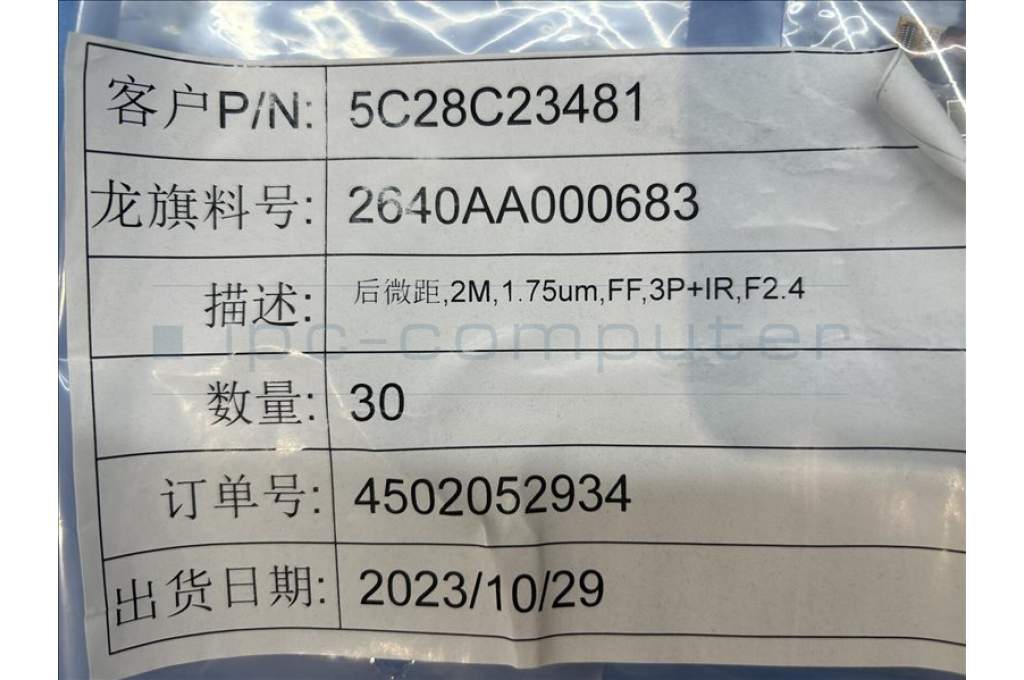 客户P/N: 5C28C23481
龙旗料号: 2640AA000683
描述: 后微距,2M,1.75um,FF,3P+IR,F2.4
ipc-computer
数量: 30
订单号: 4502052934
出货日期: 2023/10/29